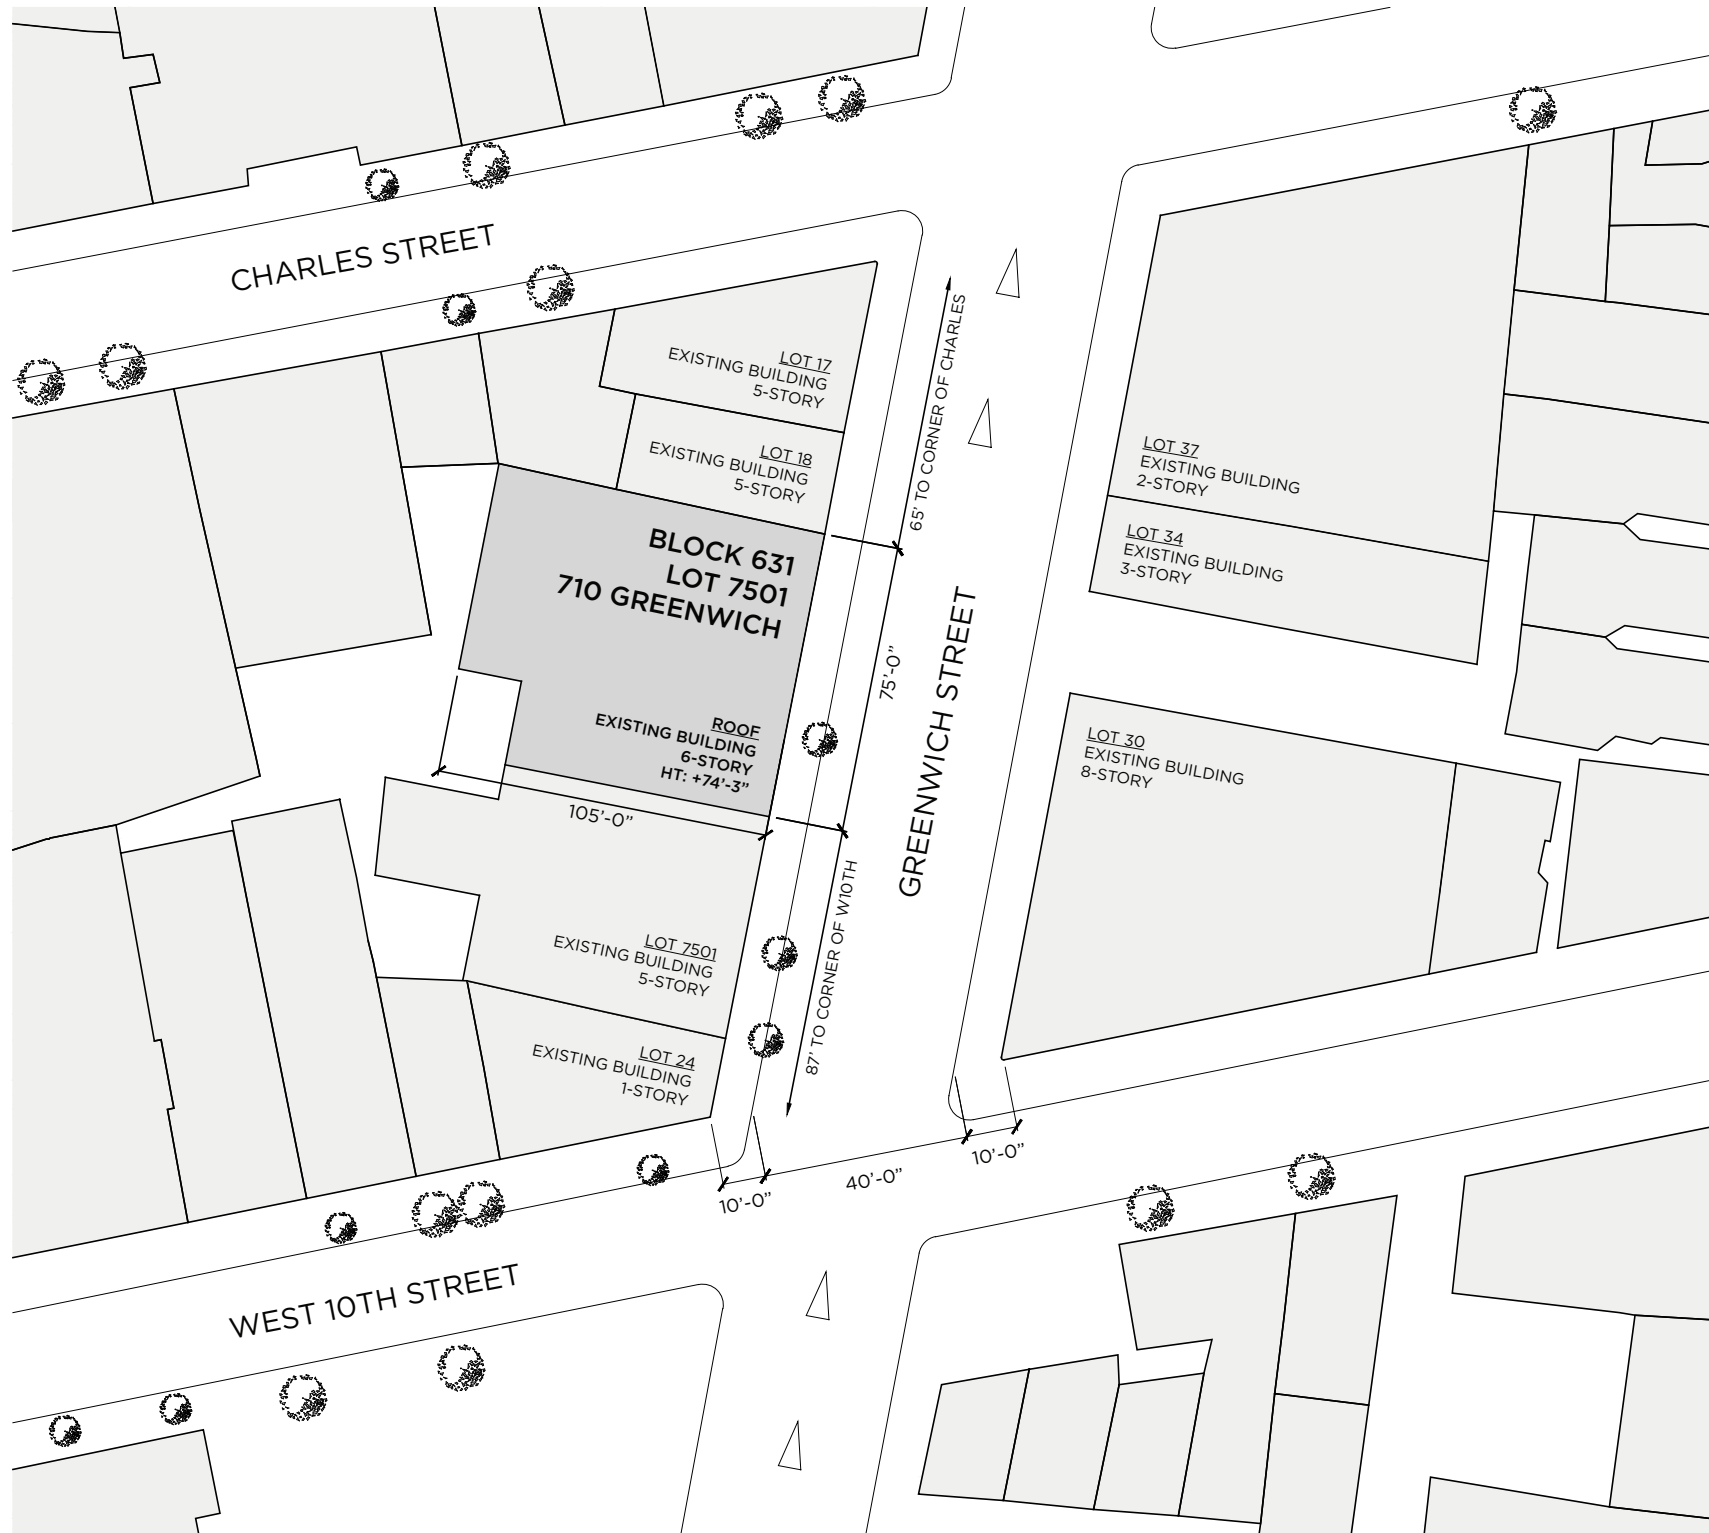 CHARLES STREET
LOT 17
EXISTING BUILDING
5-STORY
LOT 18
EXISTING BUILDING
5-STORY
65' TO CORNER OF CHARLES
LOT 37
EXISTING BUILDING
2-STORY
LOT 34
EXISTING BUILDING
3-STORY
BLOCK 631
LOT 7501
710 GREENWICH
75'-0"
GREENWICH STREET
ROOF
EXISTING BUILDING
6-STORY
HT: +74'-3"
LOT 30
EXISTING BUILDING
8-STORY
105'-0"
87' TO CORNER OF W10TH
LOT 7501
EXISTING BUILDING
5-STORY
LOT 24
EXISTING BUILDING
1-STORY
10'-0"
40'-0"
10'-0"
WEST 10TH STREET